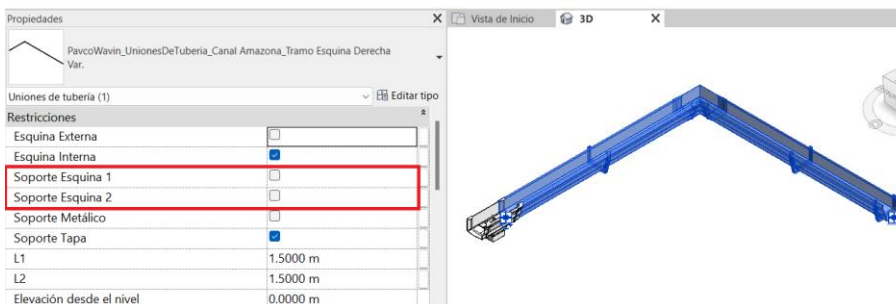 Propiedades
Vista de Inicio
3D
PavcoWavin_UnionesDeTuberia_Canal Amazona_Tramo Esquina Derecha
Var.
Uniones de tubería (1)
Editar tipo
Restricciones
Esquina Externa
Esquina Interna
Soporte Esquina 1
Soporte Esquina 2
Soporte Metálico
Soporte Tapa
L1 1.5000 m
L2 1.5000 m
Elevación desde el nivel 0.0000 m